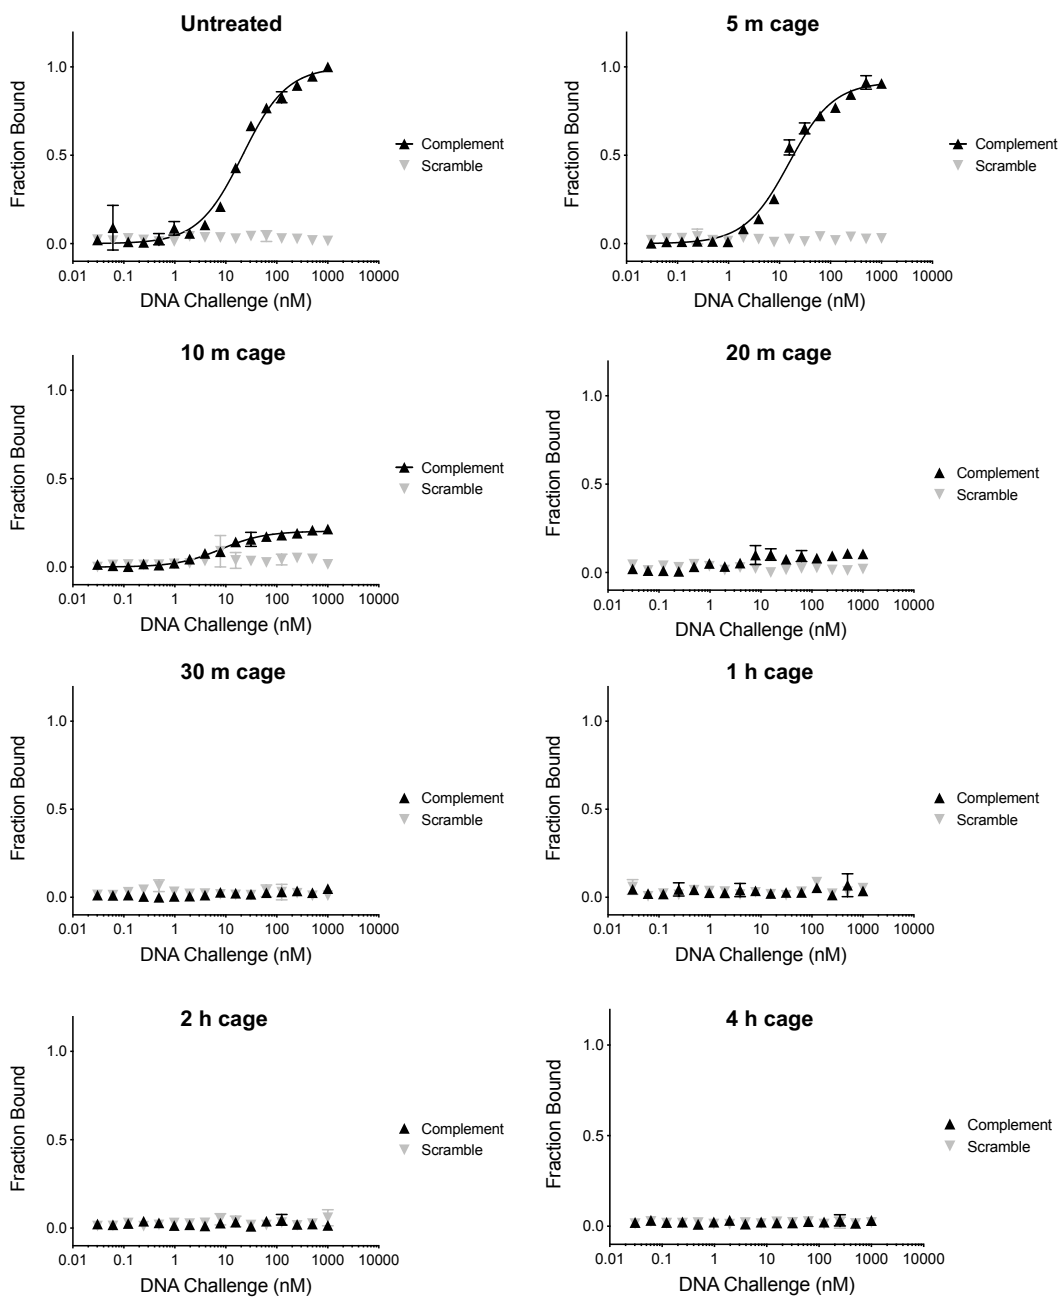 Untreated
Fraction Bound
1.0
0.5
0.0
0.01 0.1 1 10 100 1000 10000
DNA Challenge (nM)
Complement
Scramble
5 m cage
Fraction Bound
1.0
0.5
0.0
0.01 0.1 1 10 100 1000 10000
DNA Challenge (nM)
Complement
Scramble
10 m cage
Fraction Bound
1.0
0.5
0.0
0.01 0.1 1 10 100 1000 10000
DNA Challenge (nM)
Complement
Scramble
20 m cage
Fraction Bound
1.0
0.5
0.0
0.01 0.1 1 10 100 1000 10000
DNA Challenge (nM)
Complement
Scramble
30 m cage
Fraction Bound
1.0
0.5
0.0
0.01 0.1 1 10 100 1000 10000
DNA Challenge (nM)
Complement
Scramble
1 h cage
Fraction Bound
1.0
0.5
0.0
0.01 0.1 1 10 100 1000 10000
DNA Challenge (nM)
Complement
Scramble
2 h cage
Fraction Bound
1.0
0.5
0.0
0.01 0.1 1 10 100 1000 10000
DNA Challenge (nM)
Complement
Scramble
4 h cage
Fraction Bound
1.0
0.5
0.0
0.01 0.1 1 10 100 1000 10000
DNA Challenge (nM)
Complement
Scramble